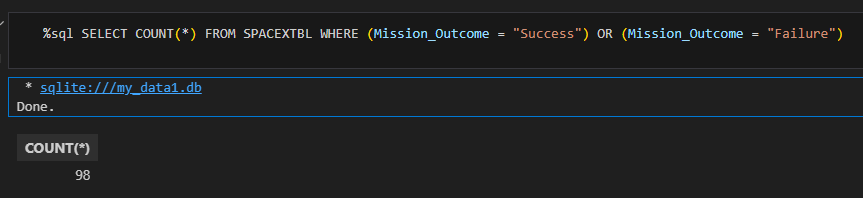 %sql SELECT COUNT(*) FROM SPACEXTBL WHERE (Mission_Outcome = "Success") OR (Mission_Outcome = "Failure")
* sqlite:///my_data1.db
Done.
COUNT(*)
98